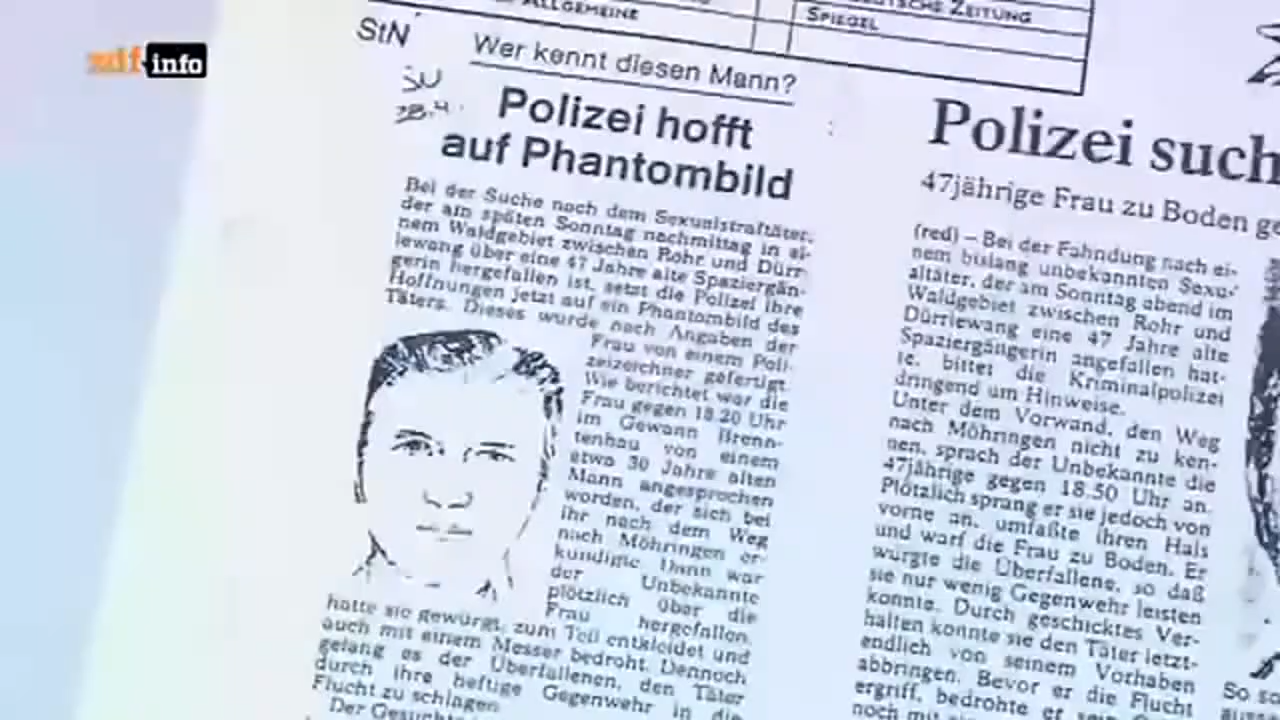 zdf info
ALLGEMEINE
SPIEGEL
ZEITUNG
StN
SU
28.4.
Wer kennt diesen Mann?
Polizei hofft
auf Phantombild
Bei der Suche nach dem Sexualstraftäter,
der am späten Sonntag nachmittag in ei-
nem Waldgebiet zwischen Rohr und Dürr-
lewang über eine 47 Jahre alte Spaziergän-
gerin hergefallen ist, setzt die Polizei ihre
Hoffnungen jetzt auf ein Phantombild des
Täters. Dieses wurde nach Angaben der
Frau von einem Poli-
zeizeichner gefertigt.
Wie berichtet war die
Frau gegen 18.20 Uhr
im Gewann Brenn-
tenhau von einem
etwa 30 Jahre alten
Mann angesprochen
worden, der sich bei
ihr nach dem Weg
nach Möhringen er-
kundigte. Dann war
der Unbekannte
plötzlich über die
Frau hergefallen,
hatte sie gewürgt, zum Teil entkleidet und
auch mit einem Messer bedroht. Dennoch
gelang es der Überfallenen, den Täter
durch ihre heftige Gegenwehr in die
Flucht zu schlagen
Der Gesuchte
Polizei such
47jährige Frau zu Boden ge
(red) – Bei der Fahndung nach ei-
nem bislang unbekannten Sexu-
altäter, der am Sonntag abend im
Waldgebiet zwischen Rohr und
Dürrlewang eine 47 Jahre alte
Spaziergängerin angefallen hat-
te, bittet die Kriminalpolizei
dringend um Hinweise.
Unter dem Vorwand, den Weg
nach Möhringen nicht zu ken-
nen, sprach der Unbekannte die
47jährige gegen 18.50 Uhr an.
Plötzlich sprang er sie jedoch von
vorne an, umfaßte ihren Hals
und warf die Frau zu Boden. Er
würgte die Überfallene, so daß
sie nur wenig Gegenwehr leisten
konnte. Durch geschicktes Ver-
halten konnte sie den Täter letzt-
endlich von seinem Vorhaben
abbringen. Bevor er die Flucht
ergriff, bedrohte er
noch mit
So